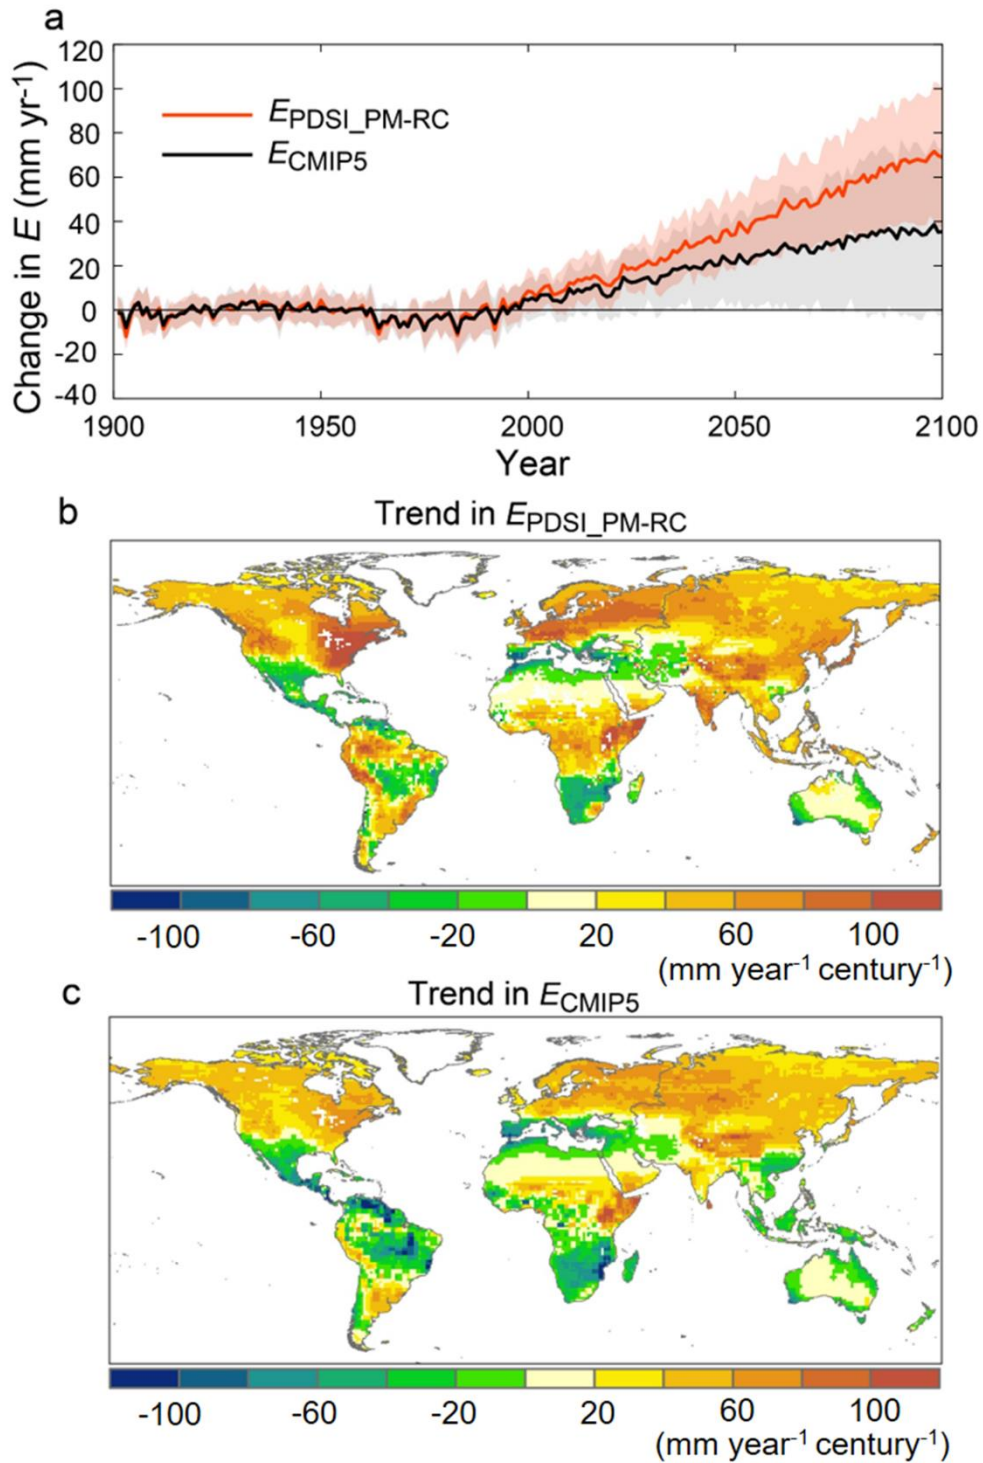 a
120
100
80
60
40
20
0
-20
-40
Change in E (mm yr-1)
EPDSI_PM-RC
ECMIP5
1900 1950 2000 2050 2100
Year
b
Trend in EPDSI_PM-RC
-100 -60 -20 20 60 100
(mm year-1 century-1)
c
Trend in ECMIP5
-100 -60 -20 20 60 100
(mm year-1 century-1)